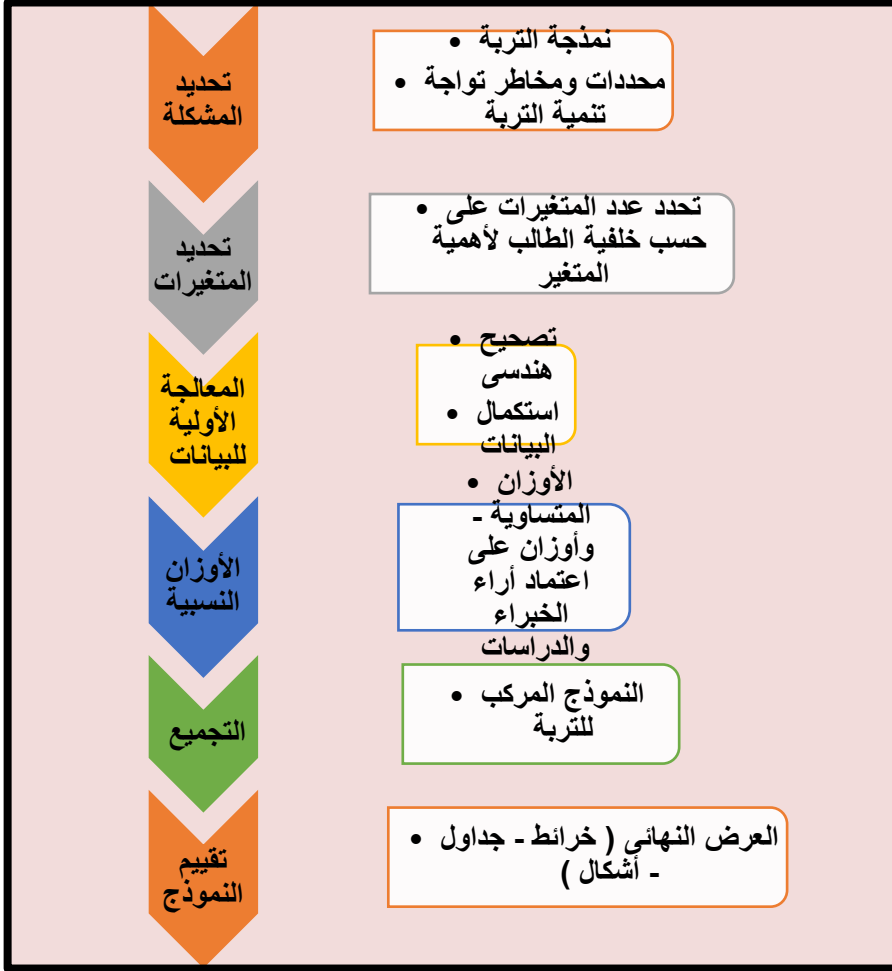 تحديد
المشكلة
• نمذجة التربة
• محددات ومخاطر تواجة
تنمية التربة
تحديد
المتغيرات
• تحدد عدد المتغيرات على
حسب خلفية الطالب لأهمية
المتغير
المعالجة
الأولية
للبيانات
• تصحيح
هندسى
• استكمال
البيانات
الأوزان
النسبية
• الأوزان
المتساوية -
وأوزان على
اعتماد أراء
الخبراء
والدراسات
التجميع
• النموذج المركب
للتربة
تقييم
النموذج
• العرض النهائى ( خرائط - جداول
- أشكال )